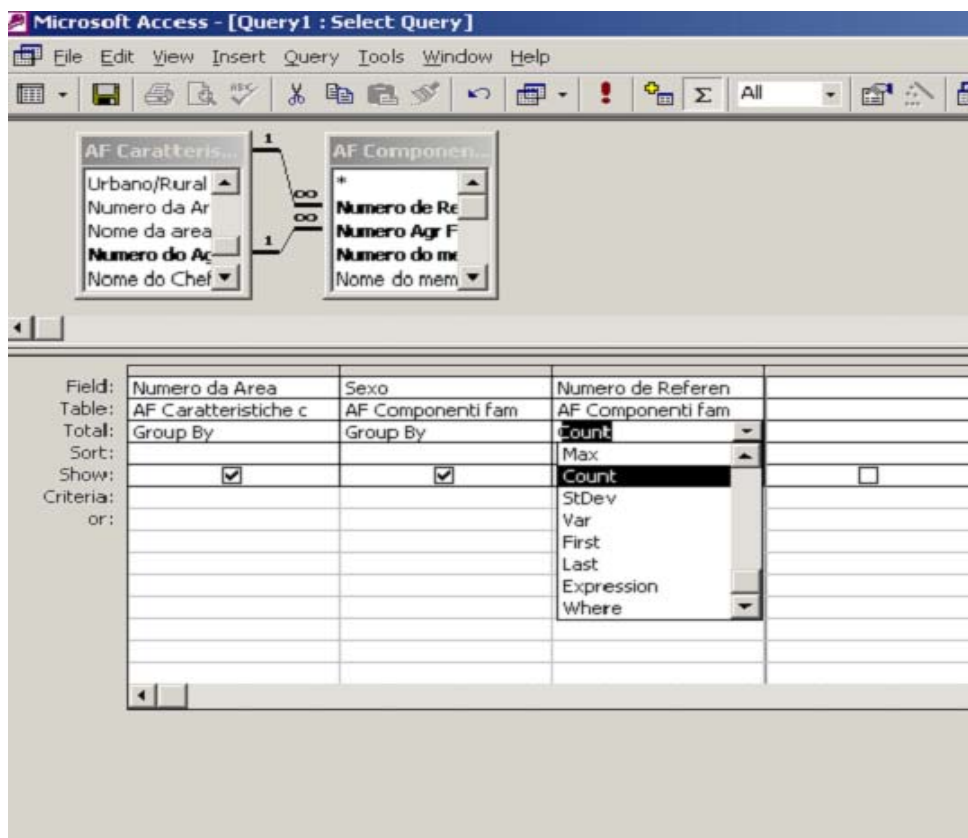 Microsoft Access - [Query1 : Select Query]
File Edit View Insert Query Tools Window Help
ABC Σ All
AF Caratteris...
Urbano/Rural
Numero da Ar
Nome da area
Numero do Ag
Nome do Chef
1
1
∞
∞
AF Componen...
*
Numero de Re
Numero Agr F
Numero do me
Nome do mem
Field: Numero da Area Sexo Numero de Referen
Table: AF Caratteristiche c AF Componenti fam AF Componenti fam
Total: Group By Group By Count
Sort: Max
Show: Count
Criteria: StDev
or: Var
First
Last
Expression
Where